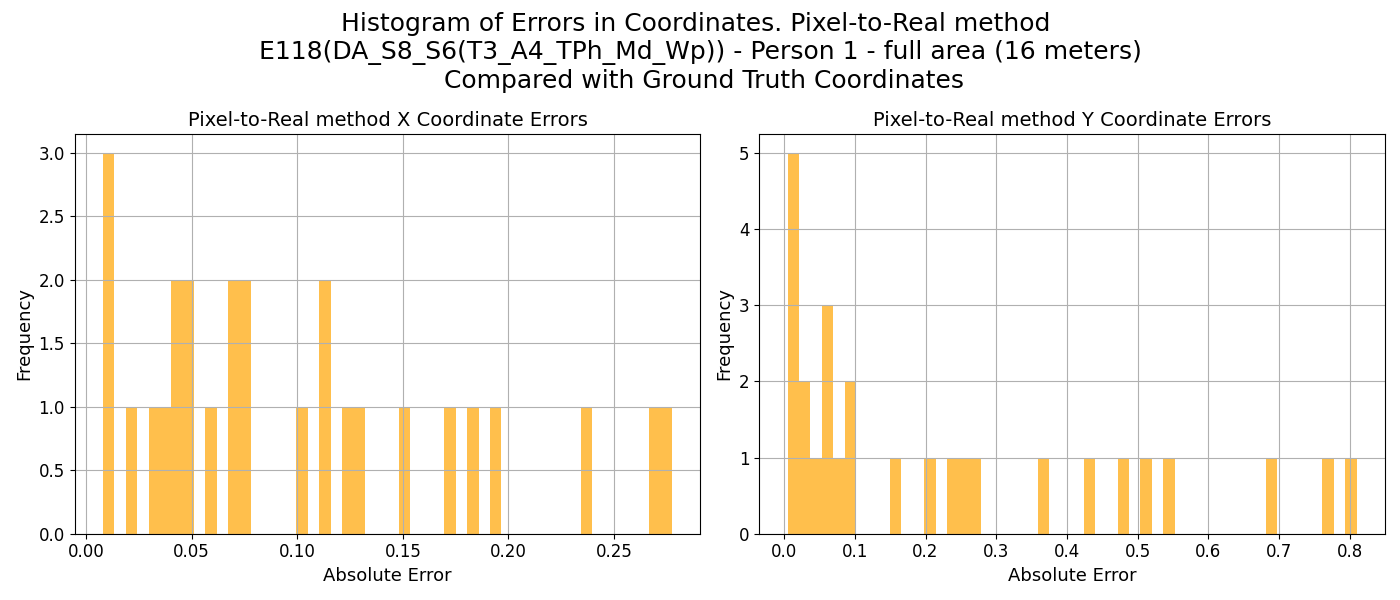 Histogram of Errors in Coordinates. Pixel-to-Real method
E118(DA_S8_S6(T3_A4_TPh_Md_Wp)) - Person 1 - full area (16 meters)
Compared with Ground Truth Coordinates
Pixel-to-Real method X Coordinate Errors
3.0
2.5
2.0
1.5
1.0
0.5
0.0
Frequency
0.00 0.05 0.10 0.15 0.20 0.25
Absolute Error
Pixel-to-Real method Y Coordinate Errors
5
4
3
2
1
0
Frequency
0.0 0.1 0.2 0.3 0.4 0.5 0.6 0.7 0.8
Absolute Error